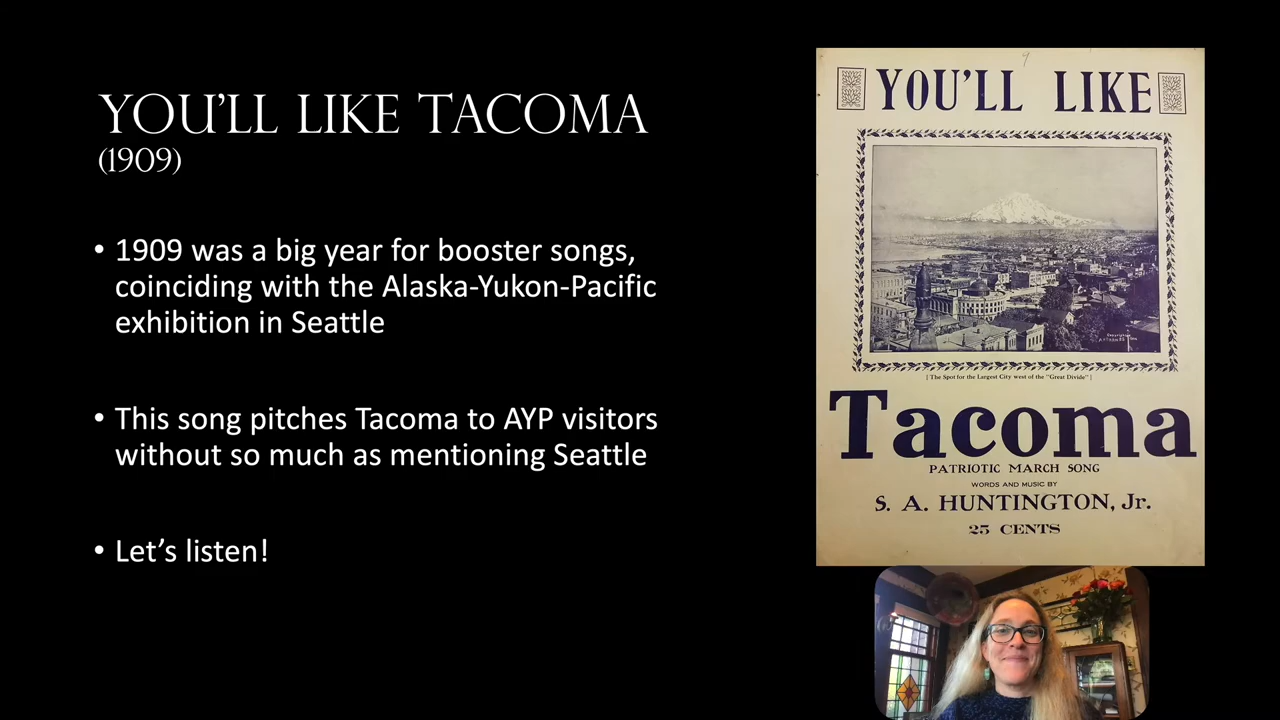 YOU'LL LIKE TACOMA
(1909)
• 1909 was a big year for booster songs,
coinciding with the Alaska-Yukon-Pacific
exhibition in Seattle
• This song pitches Tacoma to AYP visitors
without so much as mentioning Seattle
• Let's listen!
9
YOU'LL LIKE
[The Spot for the Largest City west of the "Great Divide"]
Tacoma
PATRIOTIC MARCH SONG
WORDS AND MUSIC BY
S. A. HUNTINGTON, Jr.
25 CENTS